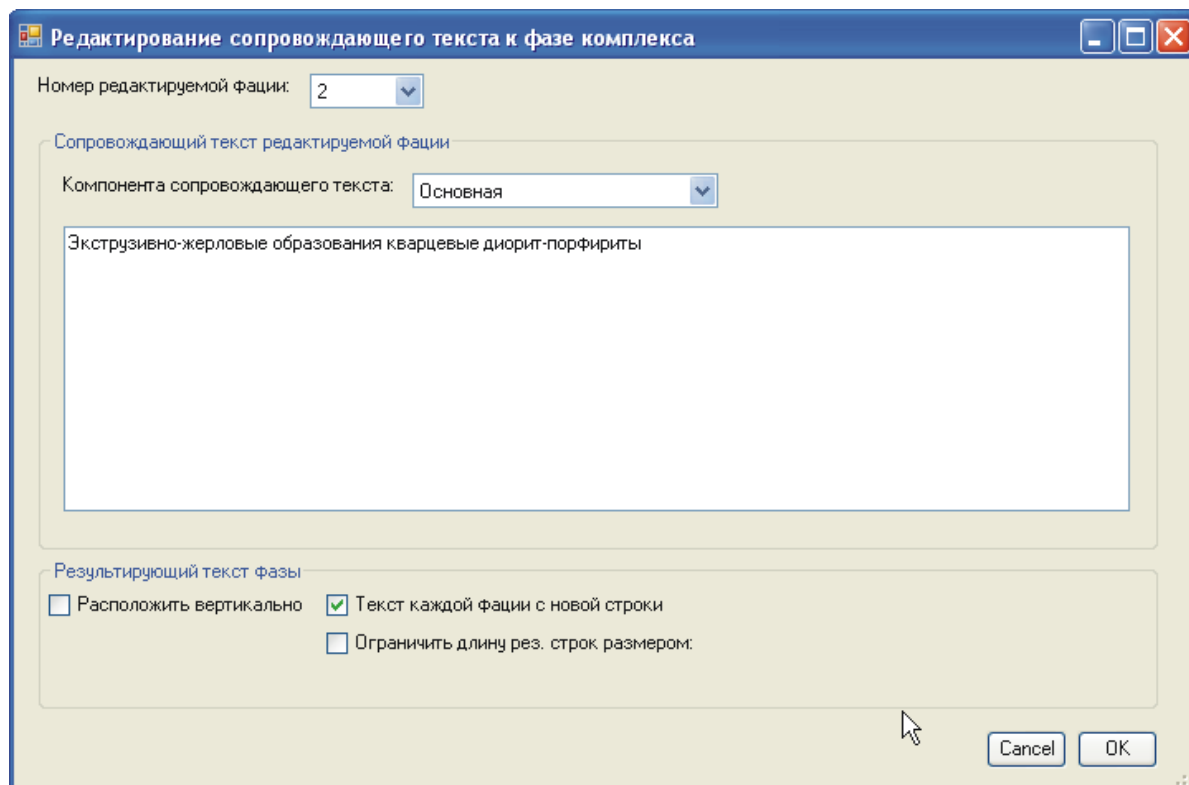 Редактирование сопровождающего текста к фазе комплекса
Номер редактируемой фации: 2
Сопровождающий текст редактируемой фации
Компонента сопровождающего текста: Основная
Экструзивно-жерловые образования кварцевые диорит-порфириты
Результирующий текст фазы
Расположить вертикально Текст каждой фации с новой строки
Ограничить длину рез. строк размером:
Cancel OK